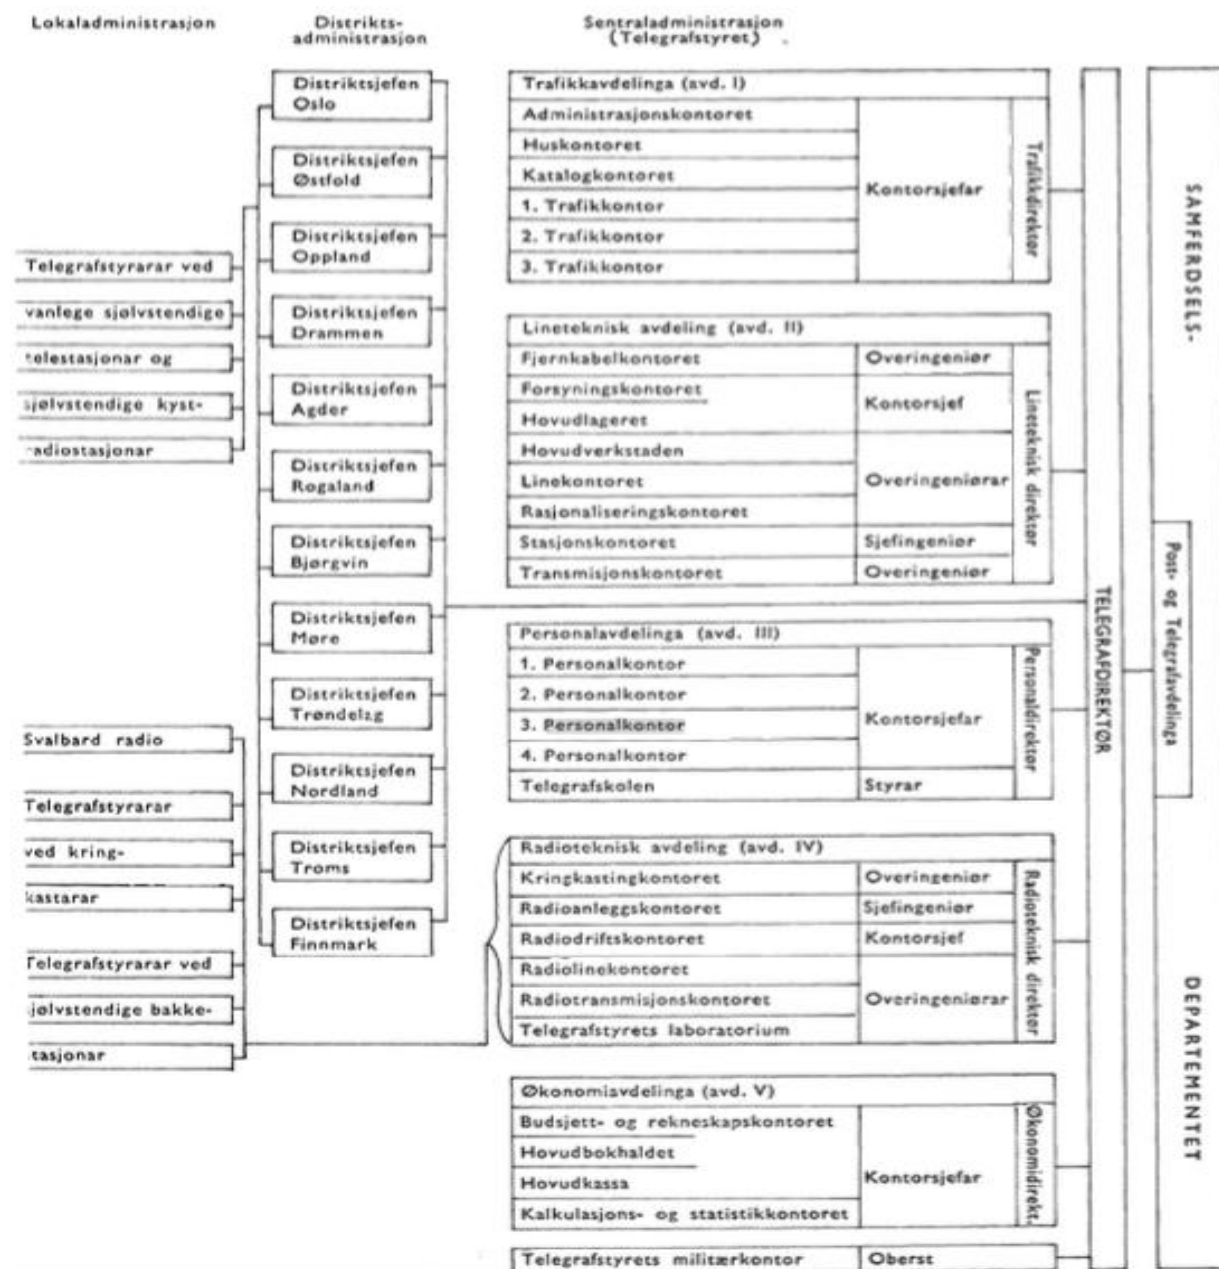 Lokaladministrasjon
Distrikts-
administrasjon
Sentraladministrasjon
(Telegrafstyret)
Telegrafstyrarar ved
vanlege sjølvstendige
telestasjonar og
sjølvstendige kyst-
radiostasjonar
Svalbard radio
Telegrafstyrarar
ved kring-
kastarar
Telegrafstyrarar ved
sjølvstendige bakke-
stasjonar
Distriktsjefen
Oslo
Distriktsjefen
Østfold
Distriktsjefen
Oppland
Distriktsjefen
Drammen
Distriktsjefen
Agder
Distriktsjefen
Rogaland
Distriktsjefen
Bjørgvin
Distriktsjefen
Møre
Distriktsjefen
Trøndelag
Distriktsjefen
Nordland
Distriktsjefen
Troms
Distriktsjefen
Finnmark
Trafikkavdelinga (avd. I)
Administrasjonskontoret
Huskontoret
Katalogkontoret
1. Trafikkontor
2. Trafikkontor
3. Trafikkontor
Kontorsjefar
Trafikkdirektør
Lineteknisk avdeling (avd. II)
Fjernkabelkontoret
Overingeniør
Forsyningskontoret
Hovudlageret
Kontorsjef
Hovudverkstaden
Linekontoret
Rasjonaliseringskontoret
Overingeniørar
Stasjonskontoret
Sjefingeniør
Transmisjonskontoret
Overingeniør
Lineteknisk direktør
Personalavdelinga (avd. III)
1. Personalkontor
2. Personalkontor
3. Personalkontor
4. Personalkontor
Kontorsjefar
Telegrafskolen
Styrar
Personaldirektør
Radioteknisk avdeling (avd. IV)
Kringkastingkontoret
Overingeniør
Radioanleggskontoret
Sjefingeniør
Radiodriftskontoret
Kontorsjef
Radiolinekontoret
Radiotransmisjonskontoret
Telegrafstyrets laboratorium
Overingeniørar
Radioteknisk direktør
Økonomiavdelinga (avd. V)
Budsjett- og rekneskapskontoret
Hovudbokhaldet
Hovudkassa
Kalkulasjons- og statistikkontoret
Kontorsjefar
Økonomidirekt.
Telegrafstyrets militærkontor
Oberst
TELEGRAFDIREKTØR
Post- og Telegrafavdelinga
SAMFERDSELS-
DEPARTEMENTET